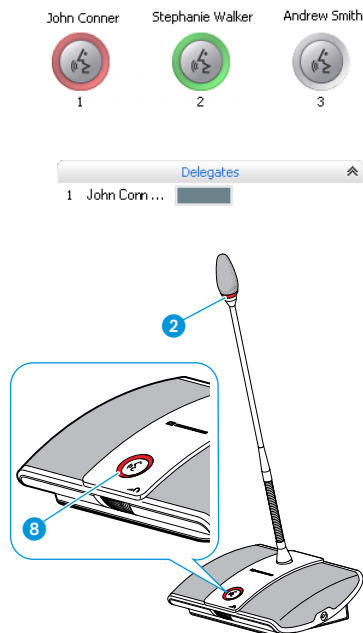 John Conner Stephanie Walker Andrew Smith
1 2 3
Delegates
1 John Conn ...
2
8